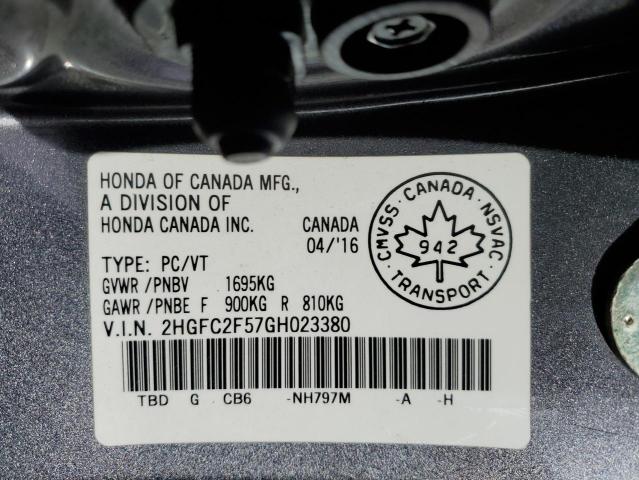 HONDA OF CANADA MFG.,
A DIVISION OF
HONDA CANADA INC. CANADA
04/'16
TYPE: PC/VT
GVWR /PNBV 1695KG
GAWR /PNBE F 900KG R 810KG
V.I.N. 2HGFC2F57GH023380
TBD G CB6 -NH797M -A -H
CMVSS · CANADA · NSVAC
942
TRANSPORT